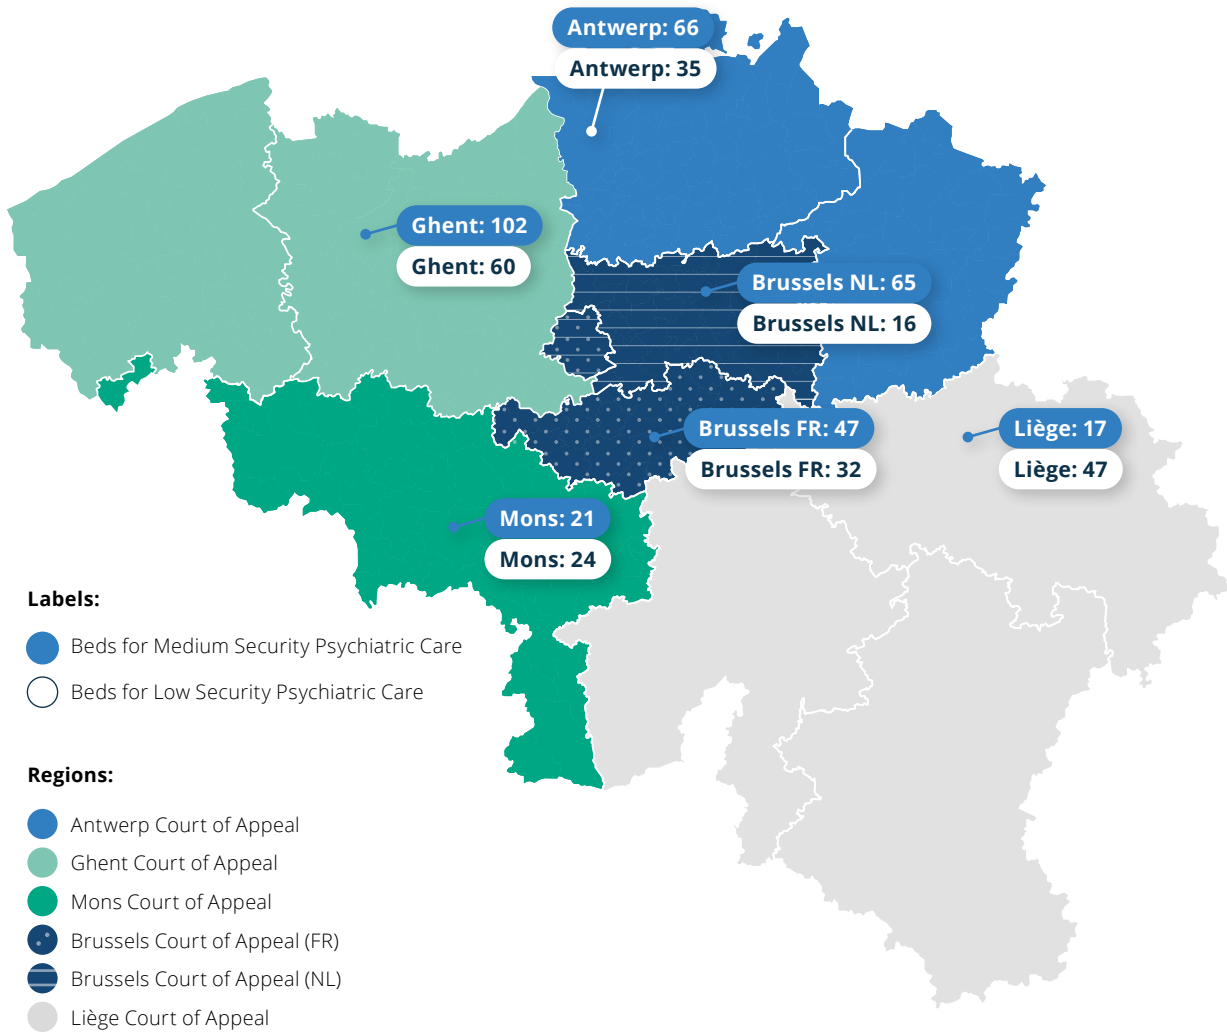 Antwerp: 66
Antwerp: 35
Ghent: 102
Ghent: 60
Brussels NL: 65
Brussels NL: 16
Brussels FR: 47
Brussels FR: 32
Liège: 17
Liège: 47
Mons: 21
Mons: 24
Labels:
Beds for Medium Security Psychiatric Care
Beds for Low Security Psychiatric Care
Regions:
Antwerp Court of Appeal
Ghent Court of Appeal
Mons Court of Appeal
Brussels Court of Appeal (FR)
Brussels Court of Appeal (NL)
Liège Court of Appeal